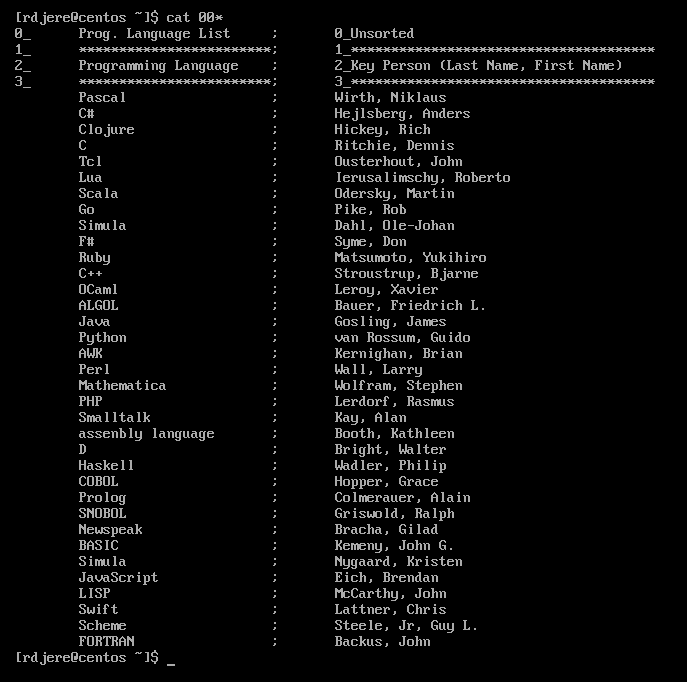 [rdjere@centos ~]$ cat 00*
0_      Prog. Language List     ;       0_Unsorted
1_      ************************;       1_**************************************
2_      Programming Language    ;       2_Key Person (Last Name, First Name)
3_      ************************;       3_**************************************
        Pascal                  ;       Wirth, Niklaus
        C#                      ;       Hejlsberg, Anders
        Clojure                 ;       Hickey, Rich
        C                       ;       Ritchie, Dennis
        Tcl                     ;       Ousterhout, John
        Lua                     ;       Ierusalimschy, Roberto
        Scala                   ;       Odersky, Martin
        Go                      ;       Pike, Rob
        Simula                  ;       Dahl, Ole-Johan
        F#                      ;       Syme, Don
        Ruby                    ;       Matsumoto, Yukihiro
        C++                     ;       Stroustrup, Bjarne
        OCaml                   ;       Leroy, Xavier
        ALGOL                   ;       Bauer, Friedrich L.
        Java                    ;       Gosling, James
        Python                  ;       van Rossum, Guido
        AWK                     ;       Kernighan, Brian
        Perl                    ;       Wall, Larry
        Mathematica             ;       Wolfram, Stephen
        PHP                     ;       Lerdorf, Rasmus
        Smalltalk               ;       Kay, Alan
        assenbly language       ;       Booth, Kathleen
        D                       ;       Bright, Walter
        Haskell                 ;       Wadler, Philip
        COBOL                   ;       Hopper, Grace
        Prolog                  ;       Colmerauer, Alain
        SNOBOL                  ;       Griswold, Ralph
        Newspeak                ;       Bracha, Gilad
        BASIC                   ;       Kemeny, John G.
        Simula                  ;       Nygaard, Kristen
        JavaScript              ;       Eich, Brendan
        LISP                    ;       McCarthy, John
        Swift                   ;       Lattner, Chris
        Scheme                  ;       Steele, Jr, Guy L.
        FORTRAN                 ;       Backus, John
[rdjere@centos ~]$ _